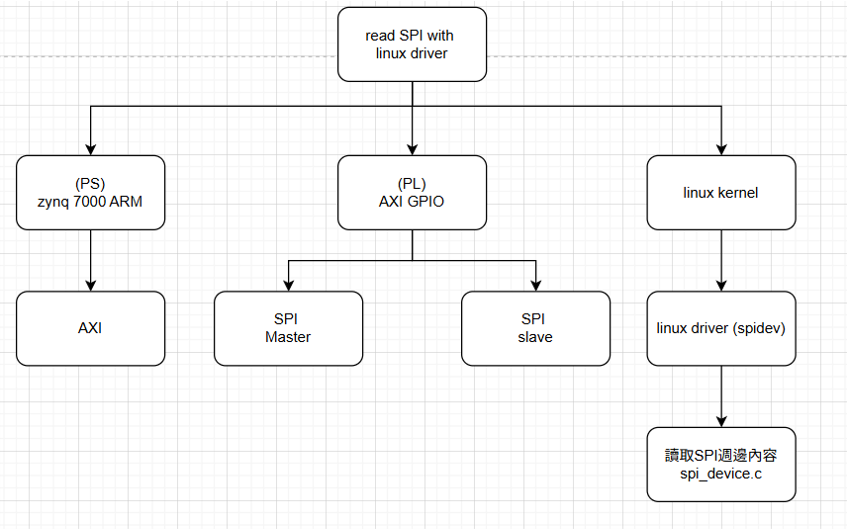 read SPI with
linux driver
(PS)
zynq 7000 ARM
(PL)
AXI GPIO
linux kernel
AXI
SPI
Master
SPI
slave
linux driver (spidev)
讀取SPI週邊內容
spi_device.c